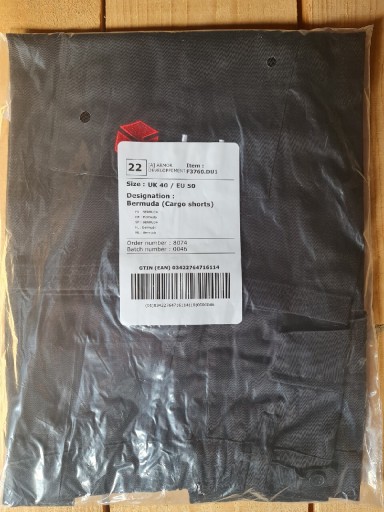 22
Item :
DEVELOPPEMENT F3760.DU1
Size : UK 40 / EU 50
Designation :
Bermuda (Cargo shorts)
Order number : 8074
Batch number : 0046
GTIN (EAN) 03422764716114